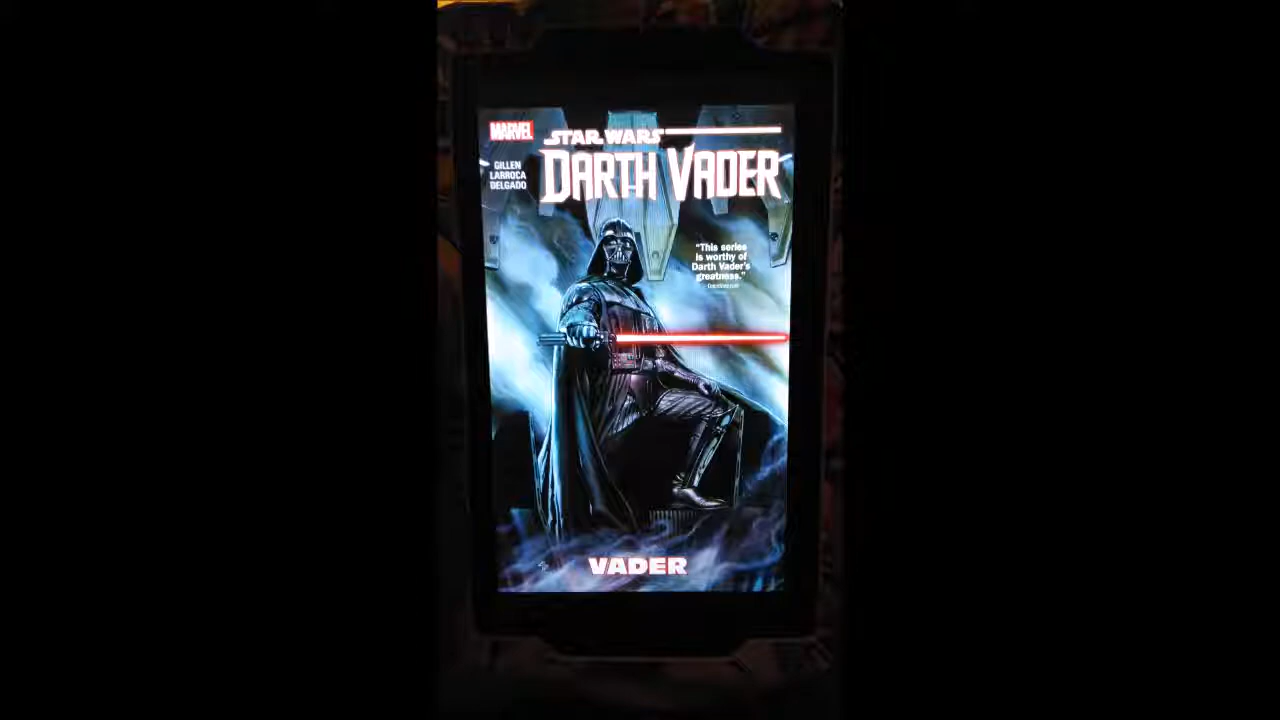 MARVEL
STAR WARS
DARTH VADER
GILLEN
LARROCA
DELGADO
"This series
is worthy of
Darth Vader's
greatness."
VADER